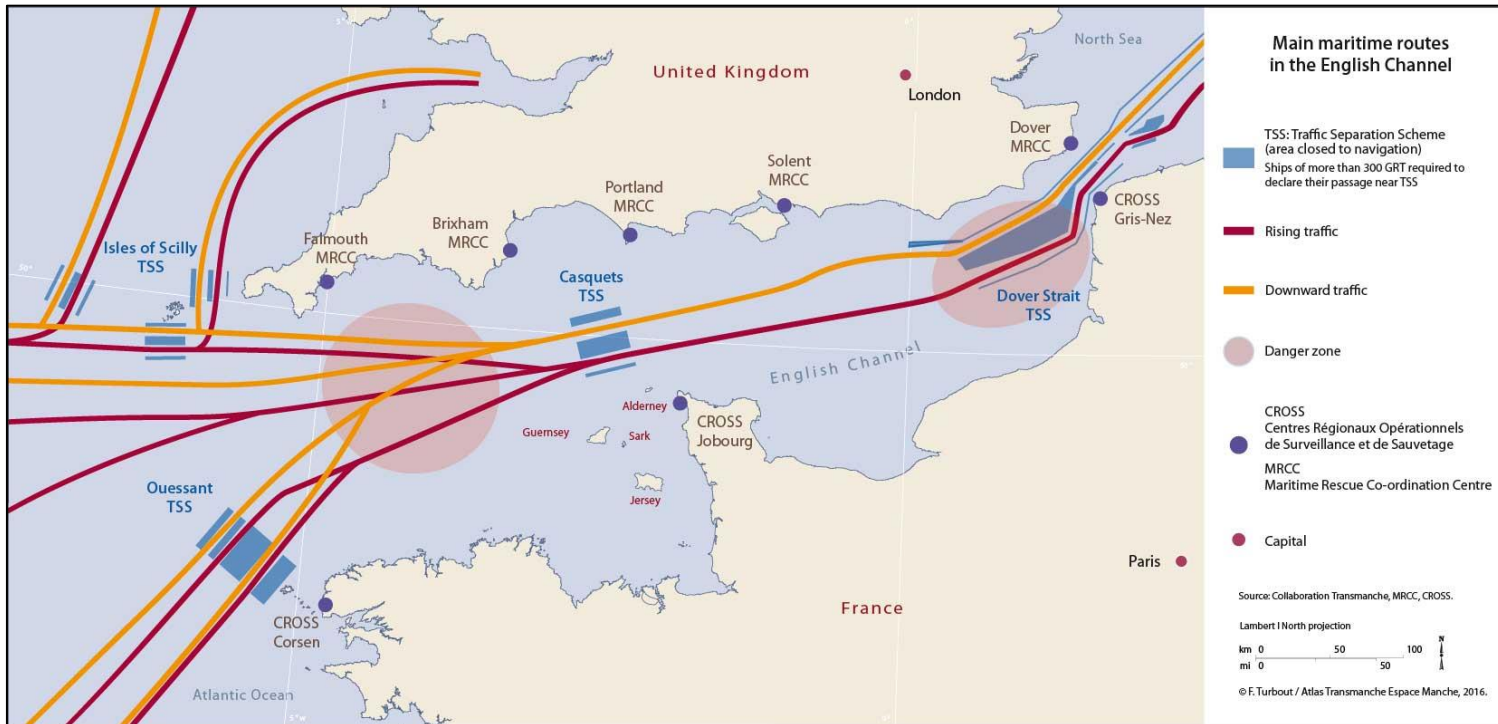 5°W
0°
North Sea
United Kingdom
London
Dover
MRCC
Solent
MRCC
Portland
MRCC
CROSS
Gris-Nez
Brixham
MRCC
Isles of Scilly
TSS
Falmouth
MRCC
50°
Casquets
TSS
Dover Strait
TSS
English Channel
50°
Alderney
CROSS
Jobourg
Guernsey
Sark
Jersey
Ouessant
TSS
Paris
France
CROSS
Corsen
Atlantic Ocean
5°W
0°
Main maritime routes
in the English Channel
TSS: Traffic Separation Scheme
(area closed to navigation)
Ships of more than 300 GRT required to
declare their passage near TSS
Rising traffic
Downward traffic
Danger zone
CROSS
Centres Régionaux Opérationnels
de Surveillance et de Sauvetage
MRCC
Maritime Rescue Co-ordination Centre
Capital
Source: Collaboration Transmanche, MRCC, CROSS.
Lambert I North projection
km 0 50 100
mi 0 50
N
© F. Turbout / Atlas Transmanche Espace Manche, 2016.